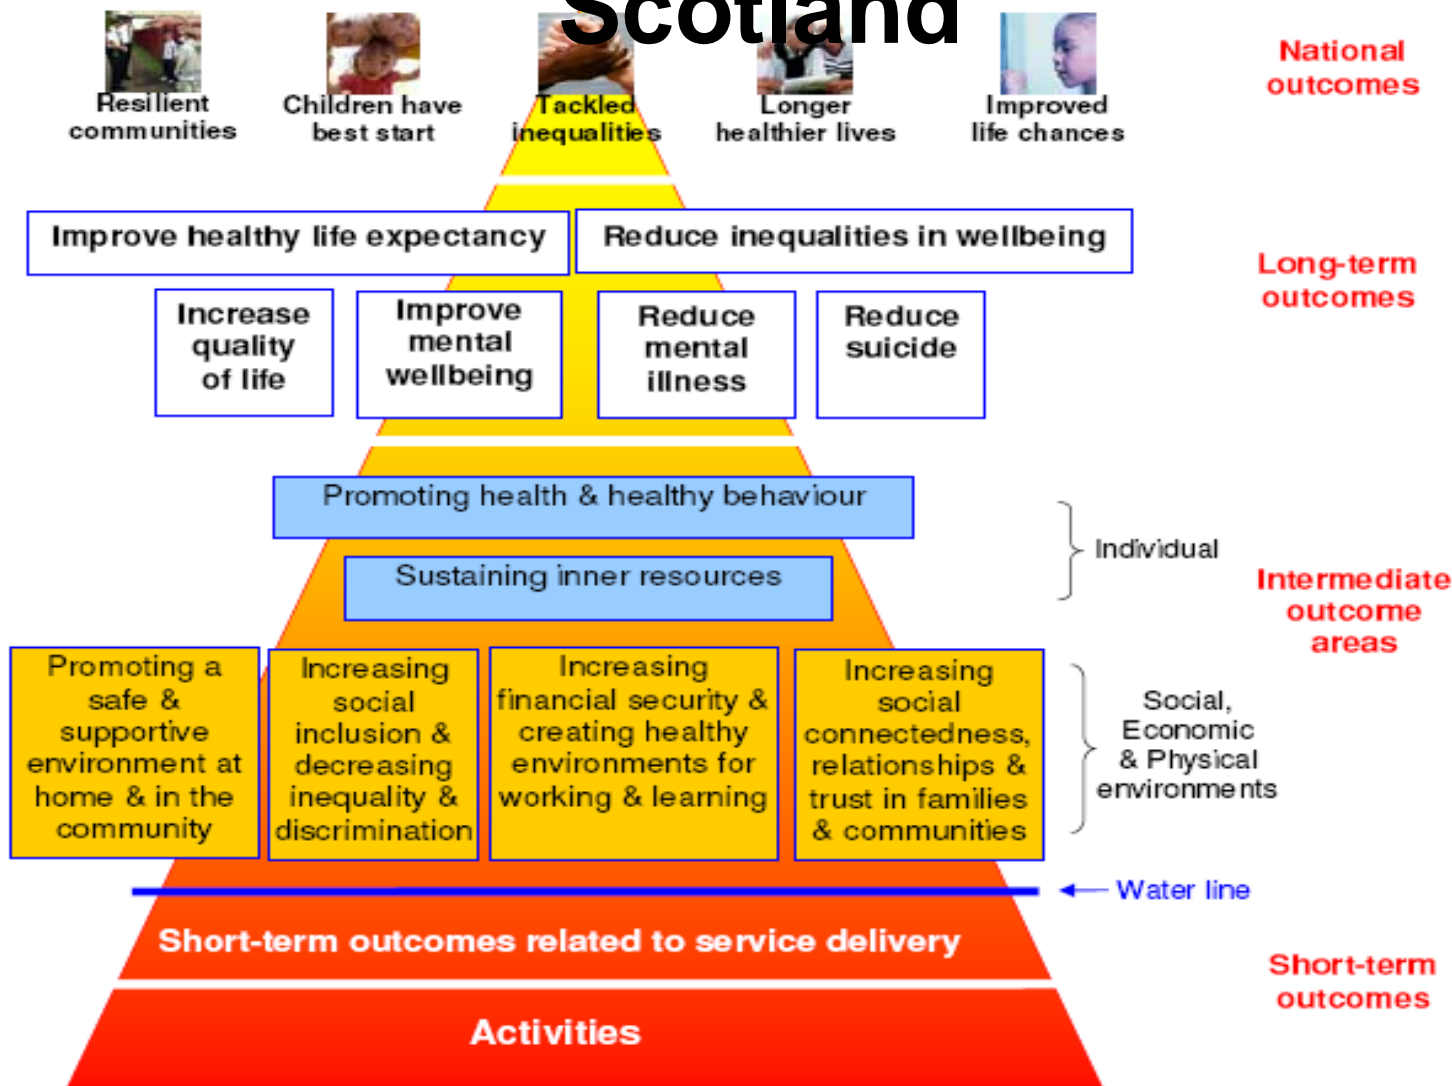 Scotland
National
outcomes
Resilient
communities
Children have
best start
Tackled
inequalities
Longer
healthier lives
Improved
life chances
Improve healthy life expectancy
Reduce inequalities in wellbeing
Long-term
outcomes
Increase
quality
of life
Improve
mental
wellbeing
Reduce
mental
illness
Reduce
suicide
Promoting health & healthy behaviour
Sustaining inner resources
Individual
Intermediate
outcome
areas
Promoting a
safe &
supportive
environment at
home & in the
community
Increasing
social
inclusion &
decreasing
inequality &
discrimination
Increasing
financial security &
creating healthy
environments for
working & learning
Increasing
social
connectedness,
relationships &
trust in families
& communities
Social,
Economic
& Physical
environments
Water line
Short-term outcomes related to service delivery
Short-term
outcomes
Activities